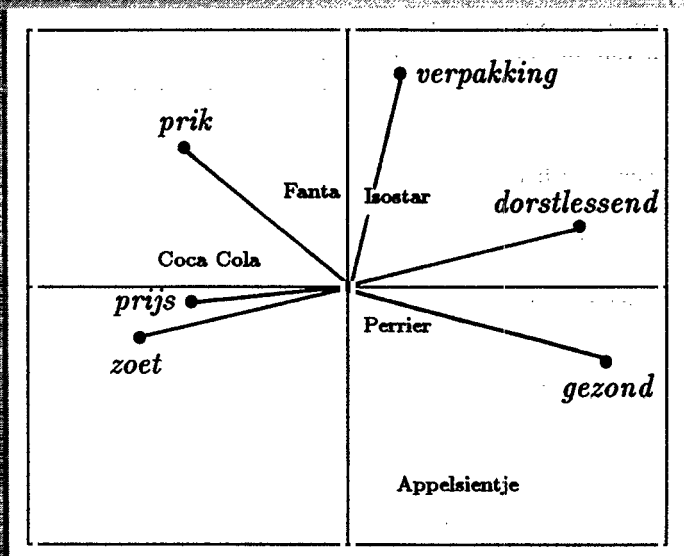 verpakking
prik
Fanta
Isostar
dorstlessend
Coca Cola
prijs
Perrier
zoet
gezond
Appelsientje